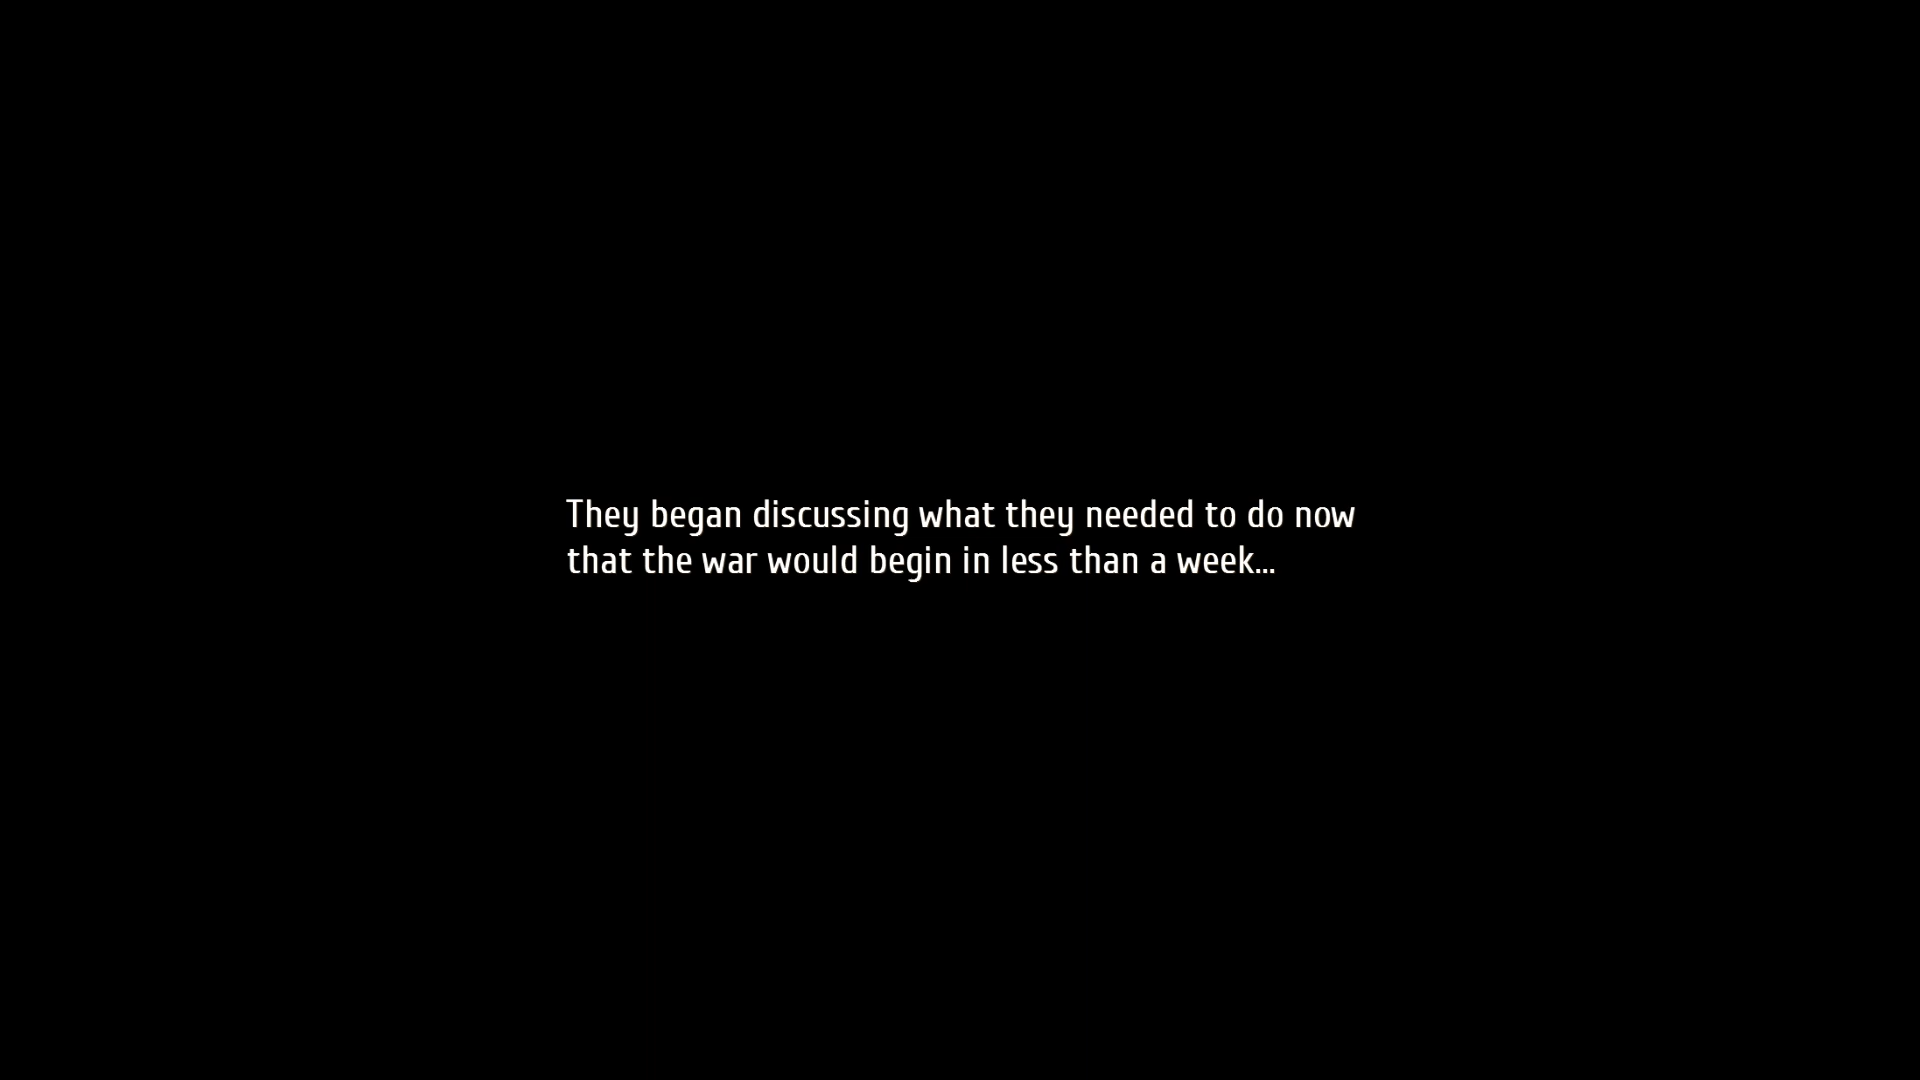 They began discussing what they needed to do now
that the war would begin in less than a week...